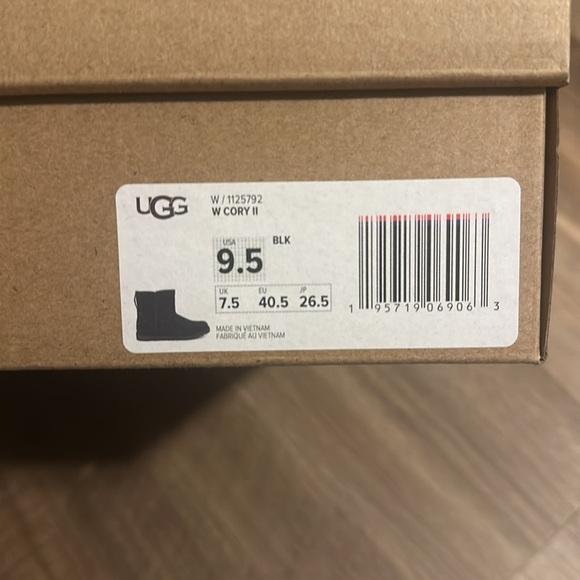 UGG
W / 1125792
W CORY II
BLK
USA
9.5
UK EU JP
7.5 40.5 26.5
MADE IN VIETNAM
FABRIQUÉ AU VIETNAM
1 95719 06906 3